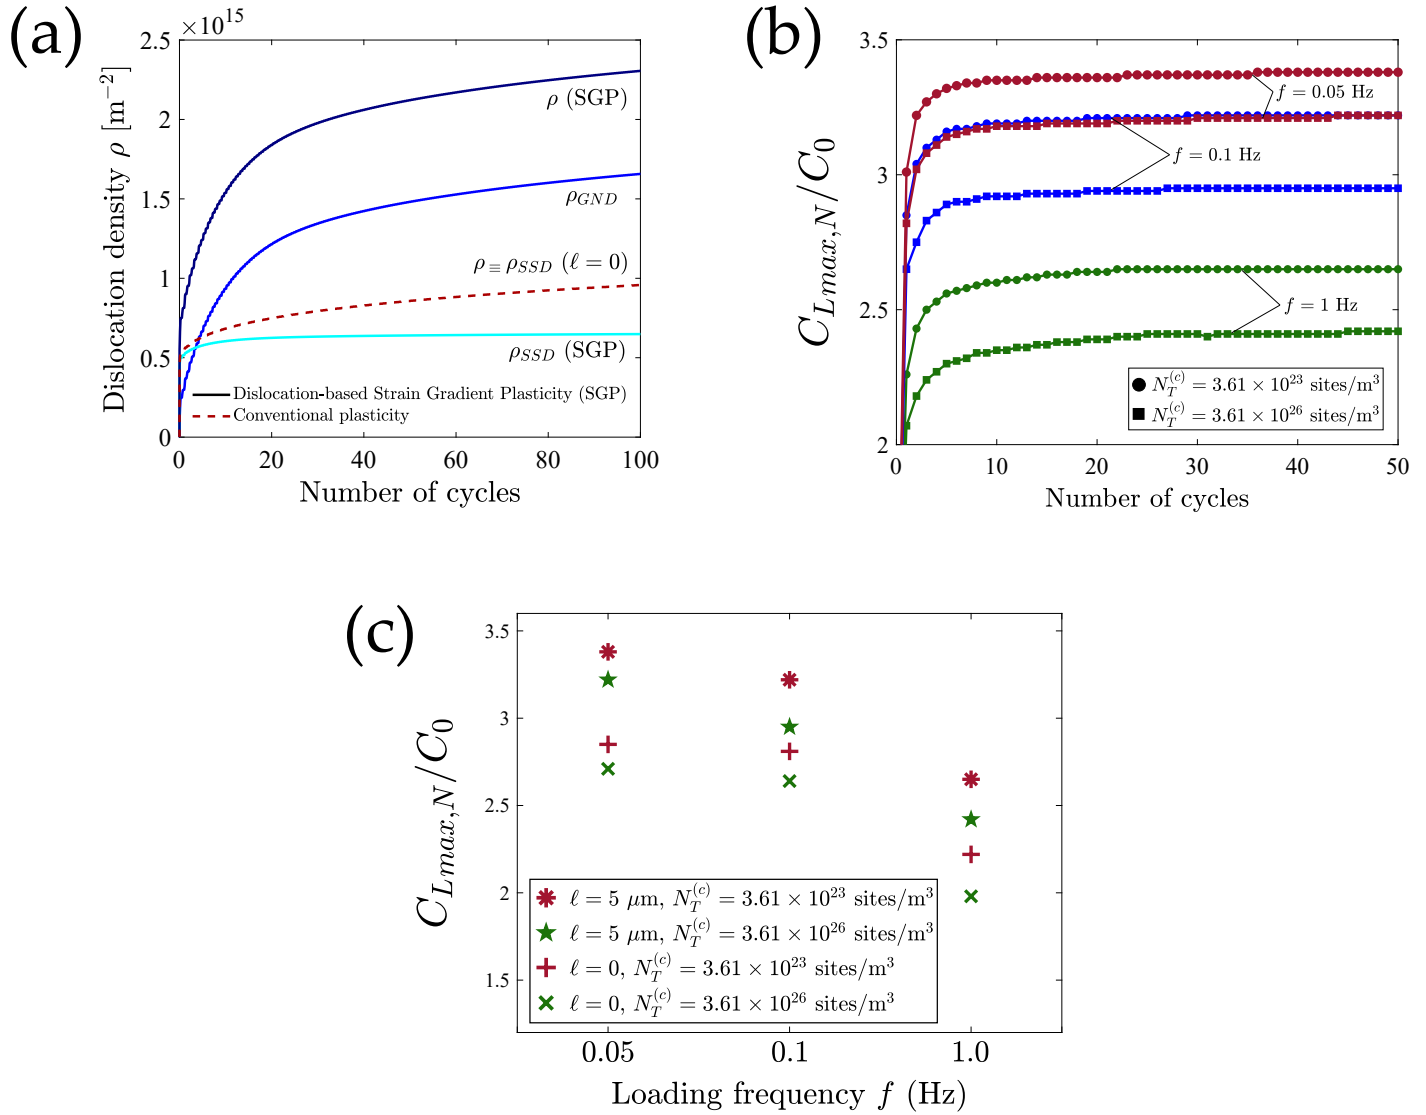 (a)
×10^15
Dislocation density ρ [m^−2]
2.5
2
1.5
1
0.5
0
ρ (SGP)
ρ_GND
ρ ≡ ρ_SSD (ℓ = 0)
ρ_SSD (SGP)
Dislocation-based Strain Gradient Plasticity (SGP)
Conventional plasticity
0 20 40 60 80 100
Number of cycles
(b)
C_Lmax,N/C_0
3.5
3
2.5
2
f = 0.05 Hz
f = 0.1 Hz
f = 1 Hz
N_T^(c) = 3.61 × 10^23 sites/m^3
N_T^(c) = 3.61 × 10^26 sites/m^3
0 10 20 30 40 50
Number of cycles
(c)
C_Lmax,N/C_0
3.5
3
2.5
2
1.5
ℓ = 5 μm, N_T^(c) = 3.61 × 10^23 sites/m^3
ℓ = 5 μm, N_T^(c) = 3.61 × 10^26 sites/m^3
ℓ = 0, N_T^(c) = 3.61 × 10^23 sites/m^3
ℓ = 0, N_T^(c) = 3.61 × 10^26 sites/m^3
0.05 0.1 1.0
Loading frequency f (Hz)